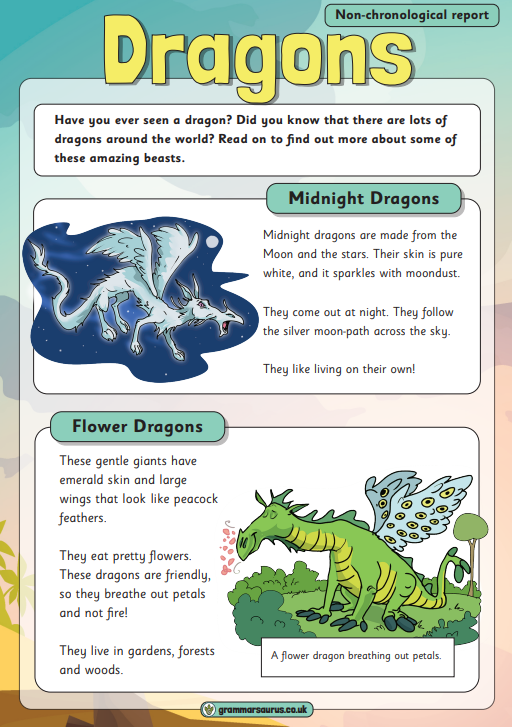 Non-chronological report
Dragons
Have you ever seen a dragon? Did you know that there are lots of
dragons around the world? Read on to find out more about some of
these amazing beasts.
Midnight Dragons
Midnight dragons are made from the
Moon and the stars. Their skin is pure
white, and it sparkles with moondust.
They come out at night. They follow
the silver moon-path across the sky.
They like living on their own!
Flower Dragons
These gentle giants have
emerald skin and large
wings that look like peacock
feathers.
They eat pretty flowers.
These dragons are friendly,
so they breathe out petals
and not fire!
They live in gardens, forests
and woods.
A flower dragon breathing out petals.
grammarsaurus.co.uk